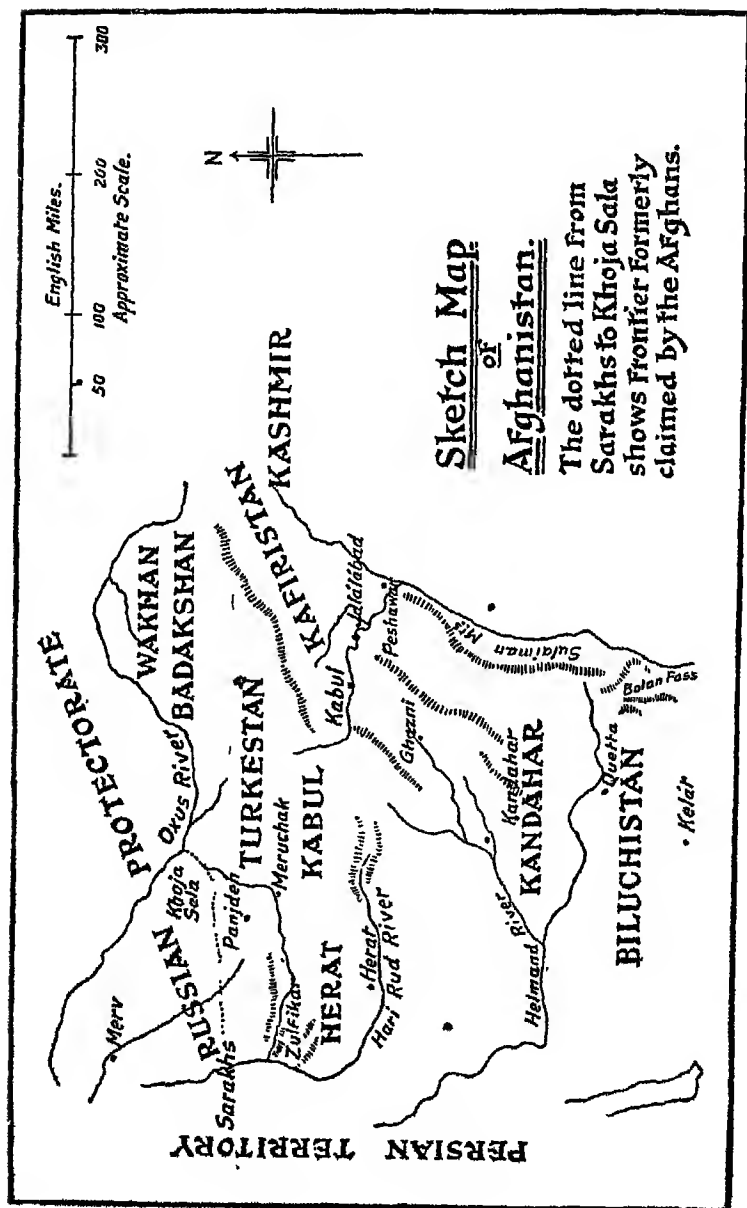 English Miles.
50 100 200 300
Approximate Scale.
N
Sketch Map
of
Afghanistan.
The dotted line from
Sarakhs to Khoja Sala
shows Frontier Formerly
claimed by the Afghans.
RUSSIAN PROTECTORATE
Merv
Oxus River
Khoja
Sala
WAKHAN
BADAKSHAN
Sarakhs
Panjdeh
TURKESTAN
Meruchak
KAFIRISTAN
KASHMIR
Zulfikar
HERAT
Herat
Hari Rud River
KABUL
Kabul
Jalálábad
Peshawar
Ghazni
PERSIAN TERRITORY
Helmand River
Kandahar
KANDAHAR
Sulaiman Mts
Quetta
Bolan Pass
BILUCHISTAN
Kelát